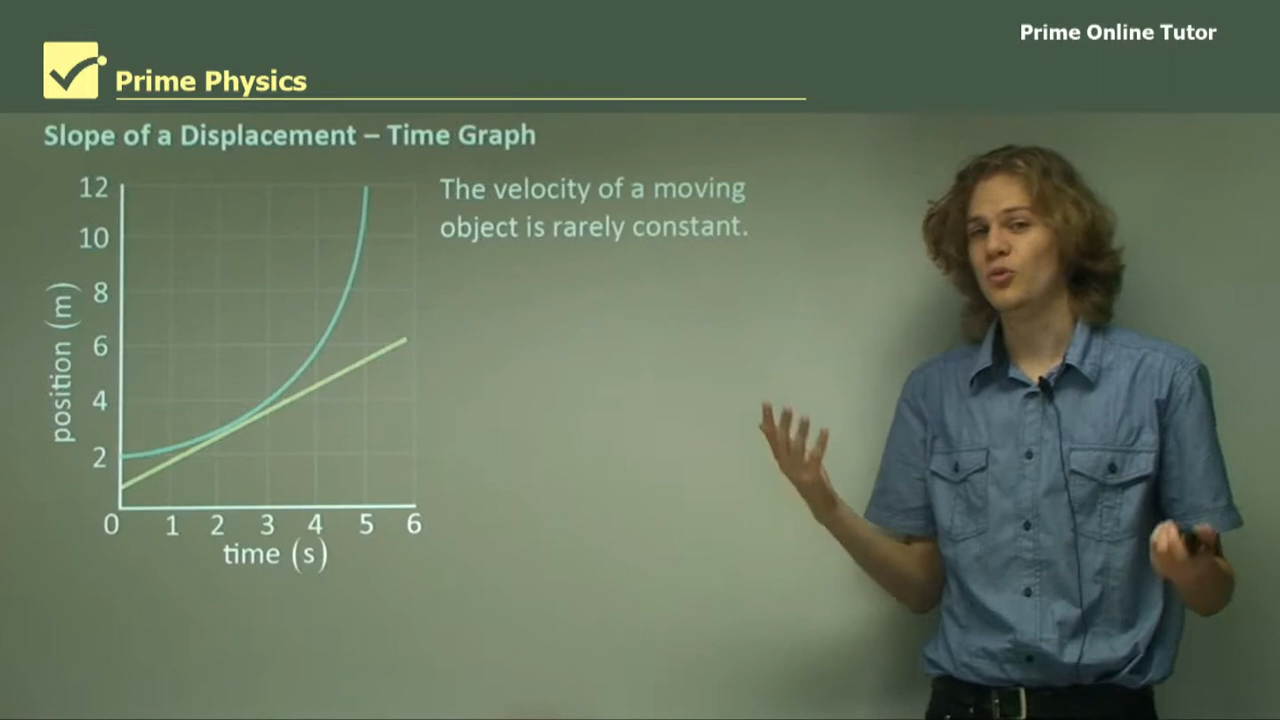 Prime Online Tutor
Prime Physics
Slope of a Displacement – Time Graph
The velocity of a moving
object is rarely constant.
position (m)
12
10
8
6
4
2
0 1 2 3 4 5 6
time (s)